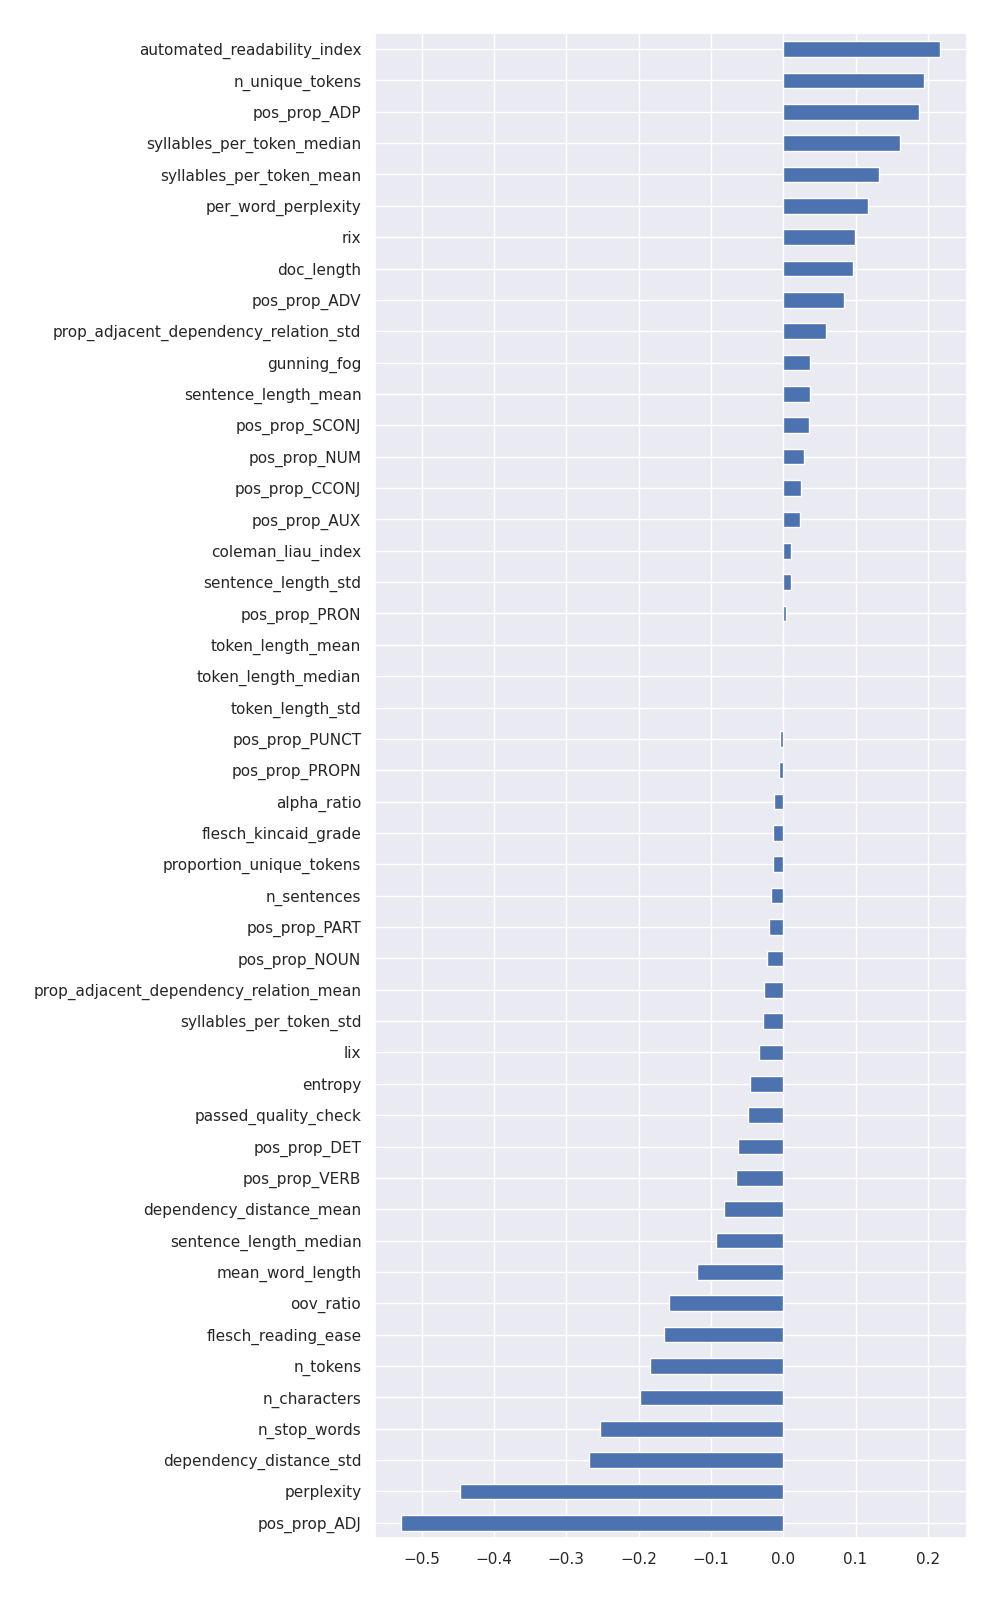 automated_readability_index
n_unique_tokens
pos_prop_ADP
syllables_per_token_median
syllables_per_token_mean
per_word_perplexity
rix
doc_length
pos_prop_ADV
prop_adjacent_dependency_relation_std
gunning_fog
sentence_length_mean
pos_prop_SCONJ
pos_prop_NUM
pos_prop_CCONJ
pos_prop_AUX
coleman_liau_index
sentence_length_std
pos_prop_PRON
token_length_mean
token_length_median
token_length_std
pos_prop_PUNCT
pos_prop_PROPN
alpha_ratio
flesch_kincaid_grade
proportion_unique_tokens
n_sentences
pos_prop_PART
pos_prop_NOUN
prop_adjacent_dependency_relation_mean
syllables_per_token_std
lix
entropy
passed_quality_check
pos_prop_DET
pos_prop_VERB
dependency_distance_mean
sentence_length_median
mean_word_length
oov_ratio
flesch_reading_ease
n_tokens
n_characters
n_stop_words
dependency_distance_std
perplexity
pos_prop_ADJ
−0.5 −0.4 −0.3 −0.2 −0.1 0.0 0.1 0.2